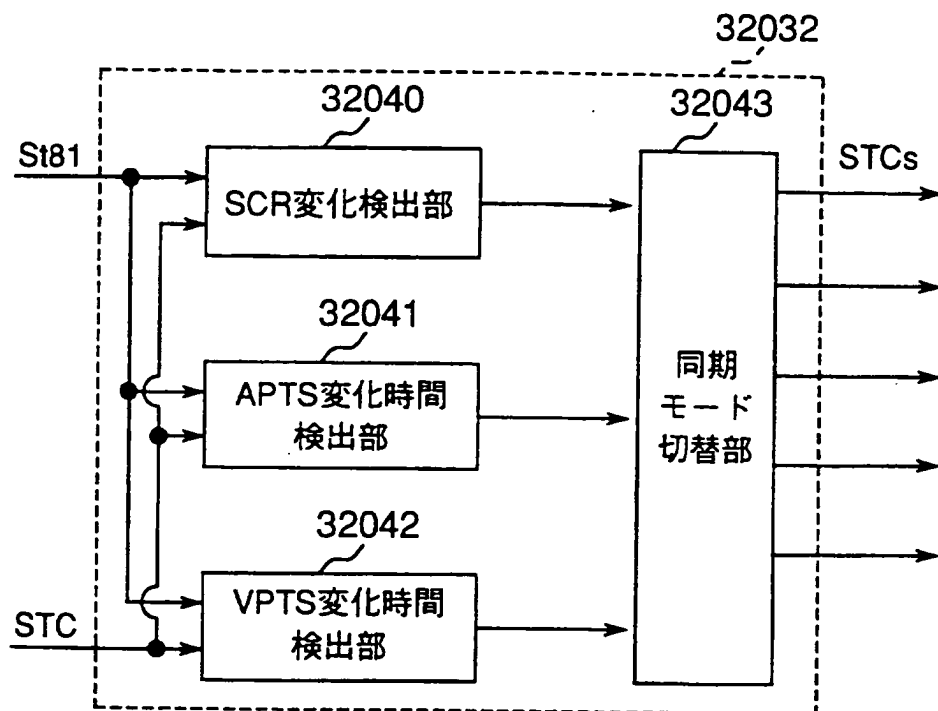 32032
32040
32043
St81
STCs
SCR変化検出部
32041
APTS変化時間
検出部
同期
モード
切替部
32042
VPTS変化時間
検出部
STC